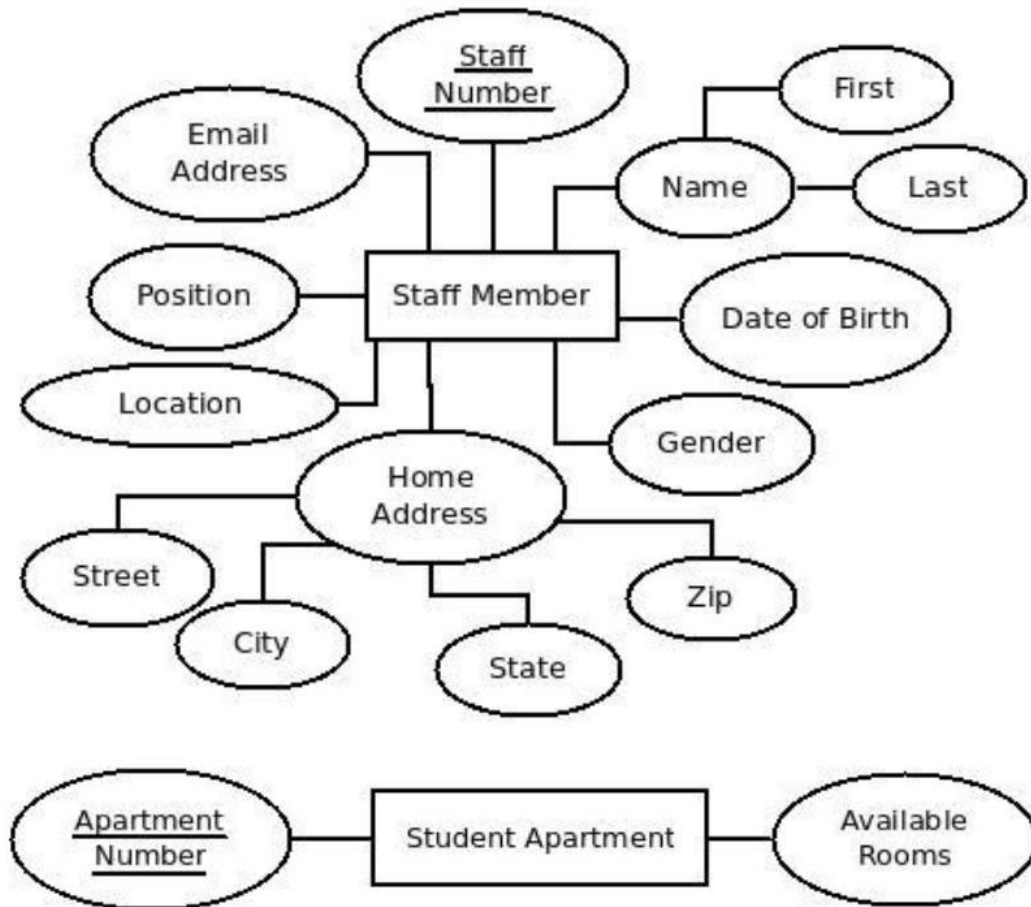 Staff
Number
First
Email
Address
Name
Last
Position
Staff Member
Date of Birth
Location
Gender
Home
Address
Street
Zip
City
State
Apartment
Number
Student Apartment
Available
Rooms